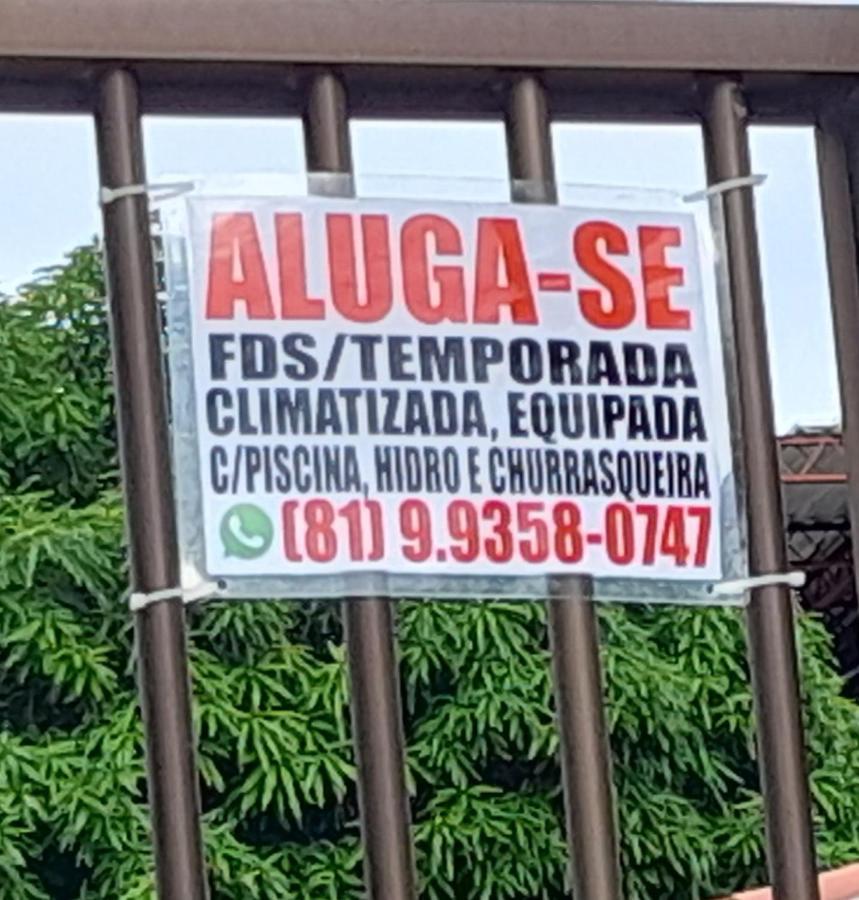 ALUGA-SE
FDS/TEMPORADA
CLIMATIZADA, EQUIPADA
C/PISCINA, HIDRO E CHURRASQUEIRA
(81) 9.9358-0747